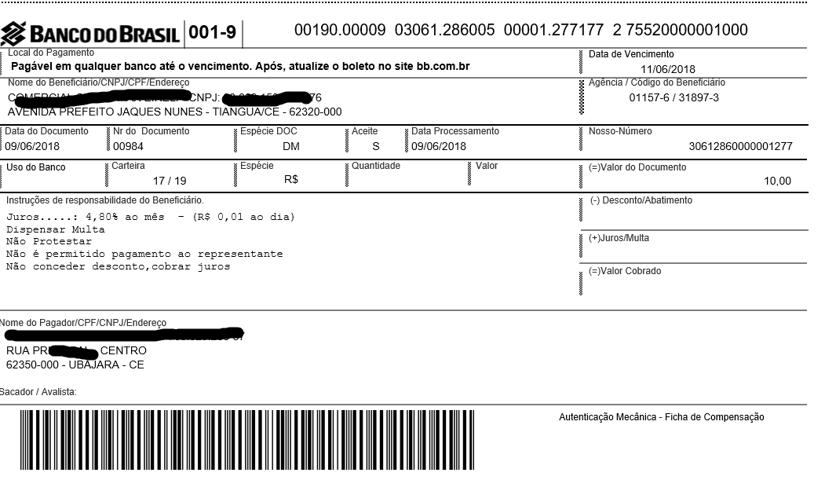 BANCO DO BRASIL 001-9 00190.00009 03061.286005 00001.277177 2 75520000001000
Local do Pagamento
Pagável em qualquer banco até o vencimento. Após, atualize o boleto no site bb.com.br
Data de Vencimento
11/06/2018
Nome do Beneficiário/CNPJ/CPF/Endereço
CNPJ:
AVENIDA PREFEITO JAQUES NUNES - TIANGUA/CE - 62320-000
Agência / Código do Beneficiário
01157-6 / 31897-3
Data do Documento Nr do Documento Espécie DOC Aceite Data Processamento Nosso-Número
09/06/2018 00984 DM S 09/06/2018 30612860000001277
Uso do Banco Carteira Espécie Quantidade Valor (=)Valor do Documento
17 / 19 R$ 10,00
Instruções de responsabilidade do Beneficiário.
Juros.....: 4,80% ao mês - (R$ 0,01 ao dia)
Dispensar Multa
Não Protestar
Não é permitido pagamento ao representante
Não conceder desconto,cobrar juros
(-) Desconto/Abatimento
(+)Juros/Multa
(=)Valor Cobrado
Nome do Pagador/CPF/CNPJ/Endereço
RUA CENTRO
62350-000 - UBAJARA - CE
Sacador / Avalista:
Autenticação Mecânica - Ficha de Compensação